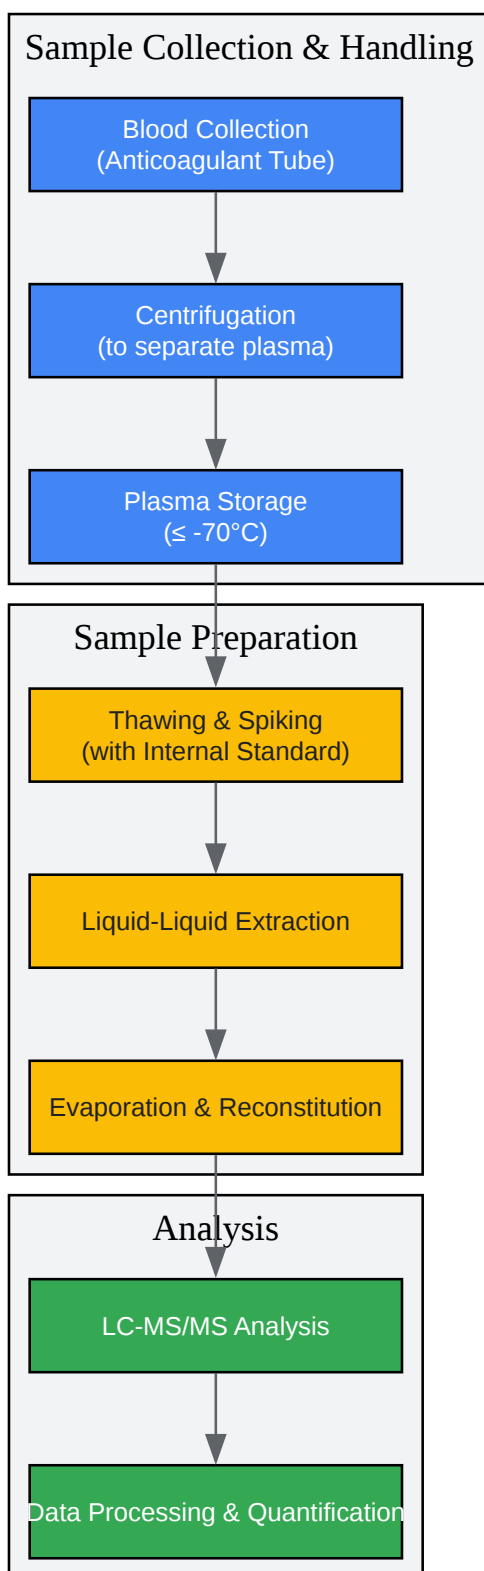 Sample Collection & Handling
Blood Collection
(Anticoagulant Tube)
Centrifugation
(to separate plasma)
Plasma Storage
(≤ -70°C)
Sample Preparation
Thawing & Spiking
(with Internal Standard)
Liquid-Liquid Extraction
Evaporation & Reconstitution
Analysis
LC-MS/MS Analysis
Data Processing & Quantification